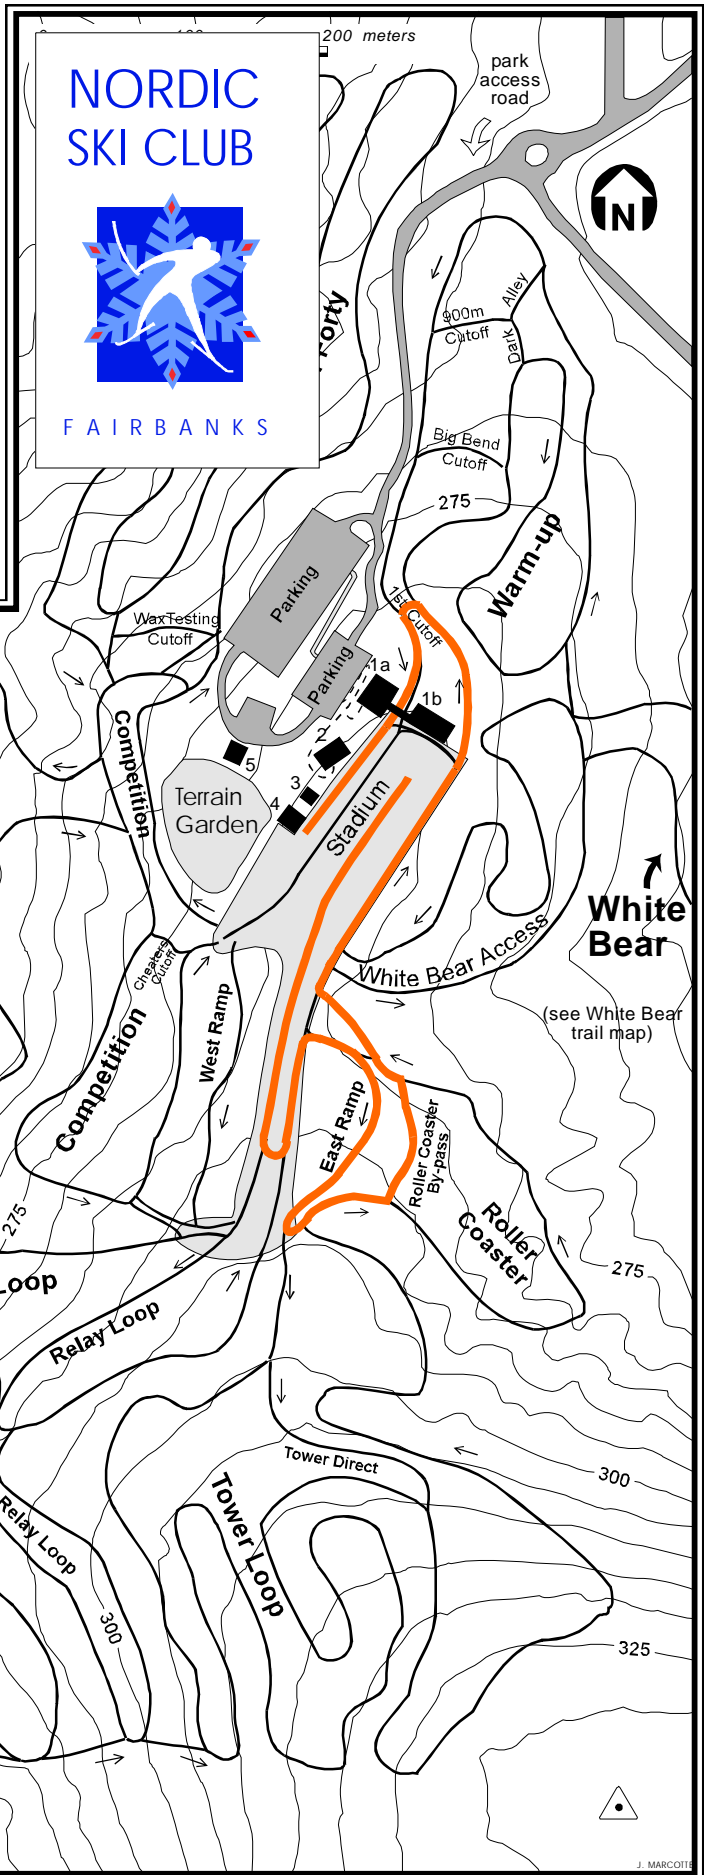 200 meters
NORDIC
SKI CLUB
FAIRBANKS
park
access
road
N
Forty
900m
Cutoff
Dark Alley
Big Bend
Cutoff
275
Warm-up
Parking
Parking
1st Cutoff
WaxTesting
Cutoff
1a
1b
2
3
4
5
Competition
Terrain
Garden
Stadium
White
Bear
White Bear Access
(see White Bear
trail map)
Cheaters
Cutoff
Competition
West Ramp
East Ramp
Roller Coaster
By-pass
Roller
Coaster
275
275
Loop
Relay Loop
Tower Direct
300
Tower Loop
Relay Loop
300
325
J. MARCOTTE